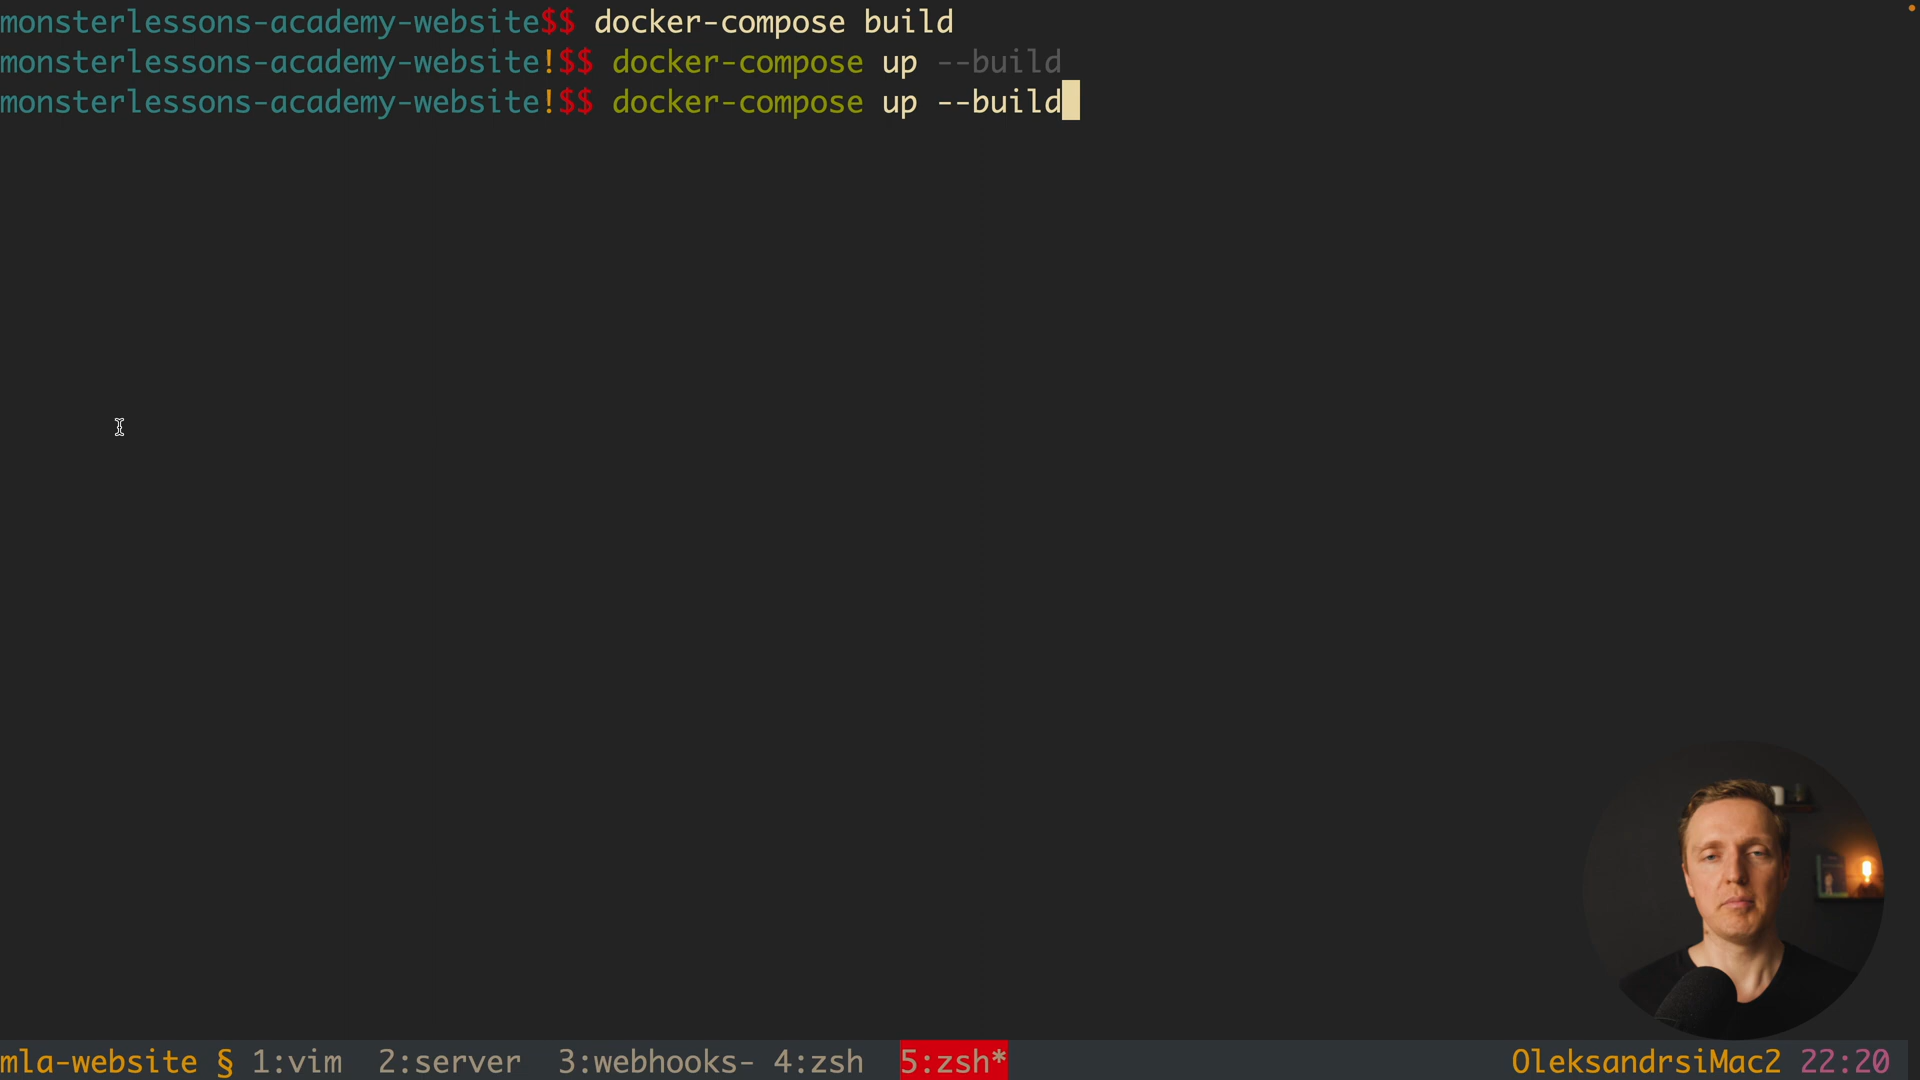 monsterlessons-academy-website$$ docker-compose build
monsterlessons-academy-website!$$ docker-compose up --build
monsterlessons-academy-website!$$ docker-compose up --build
mla-website § 1:vim 2:server 3:webhooks- 4:zsh 5:zsh* OleksandrsiMac2 22:20